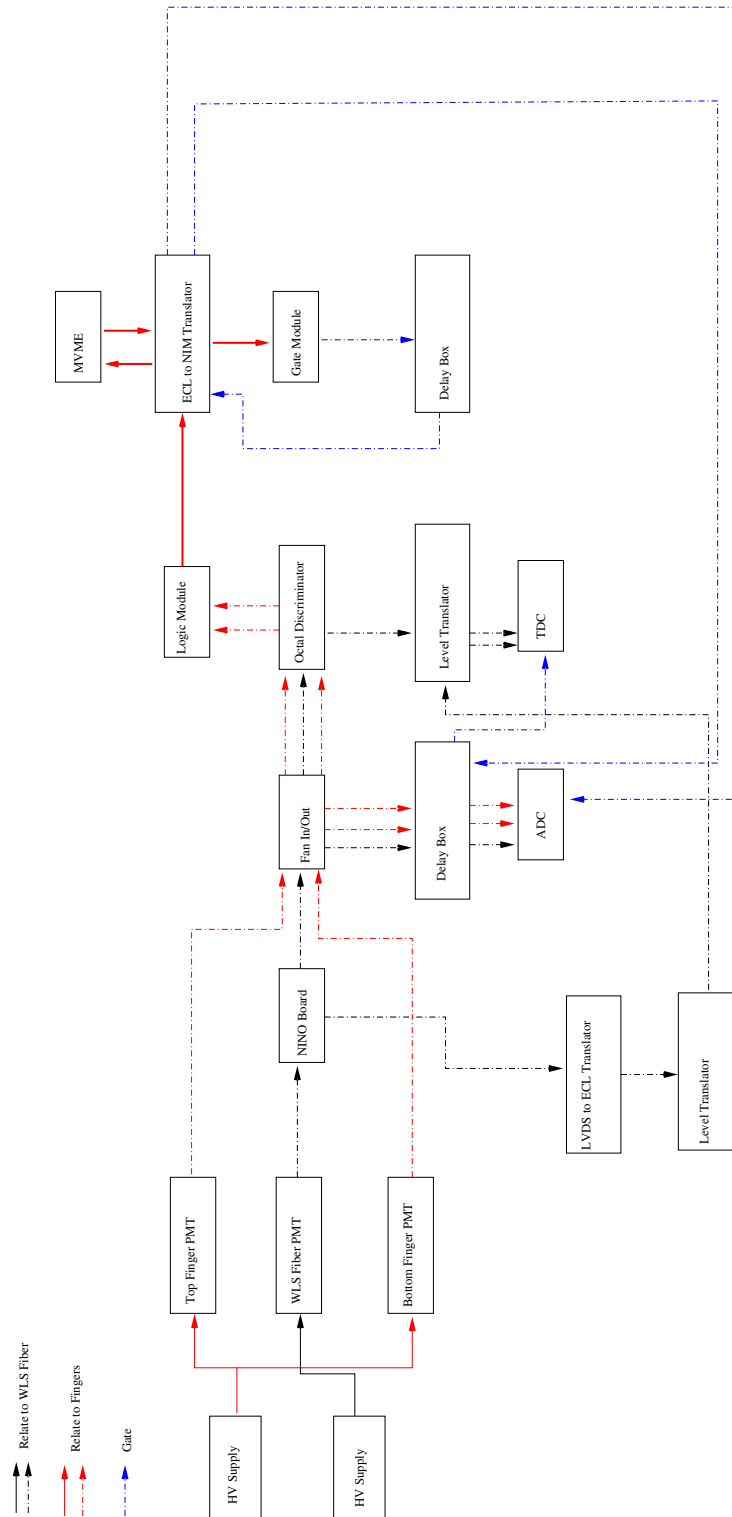 Relate to WLS Fiber
Relate to Fingers
Gate
HV Supply
HV Supply
Top Finger PMT
WLS Fiber PMT
Bottom Finger PMT
NINO Board
LVDS to ECL Translator
Level Translator
Fan In/Out
Delay Box
ADC
Logic Module
Octal Discriminator
Level Translator
TDC
MVME
ECL to NIM Translator
Gate Module
Delay Box